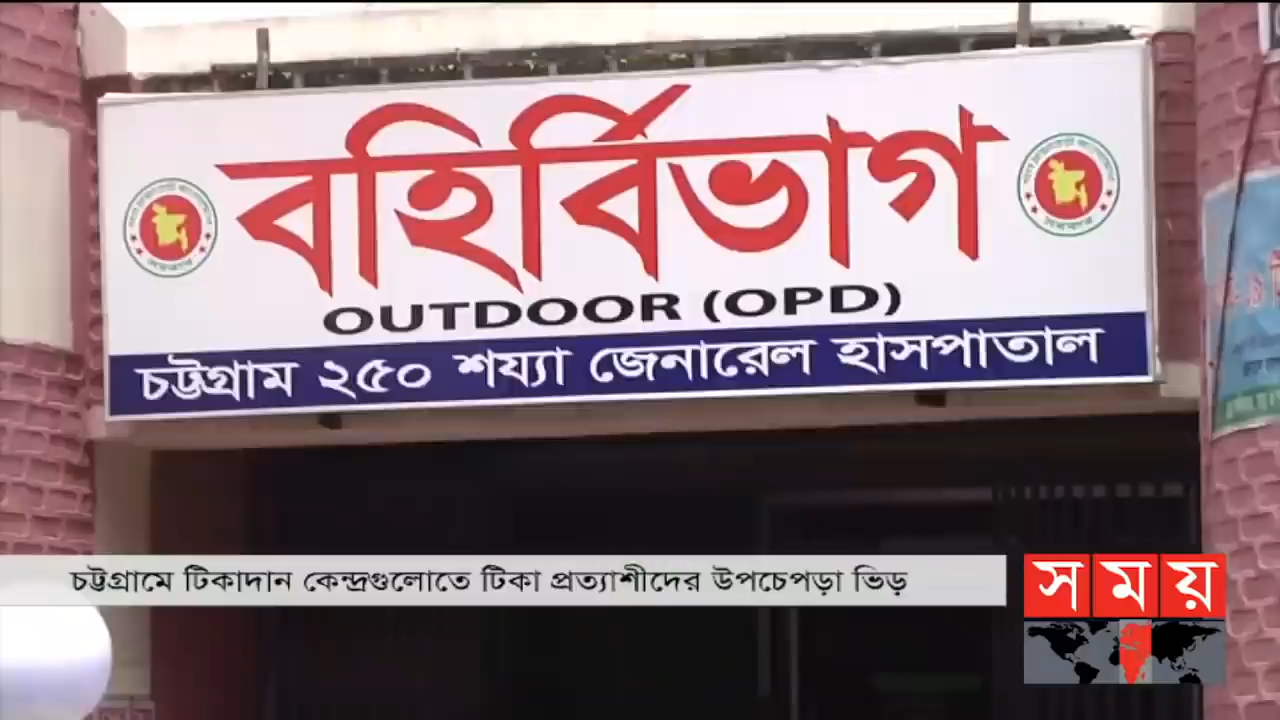 বহির্বিভাগ
OUTDOOR (OPD)
চট্টগ্রাম ২৫০ শয্যা জেনারেল হাসপাতাল
চট্টগ্রামে টিকাদান কেন্দ্রগুলোতে টিকা প্রত্যাশীদের উপচেপড়া ভিড়
সময়